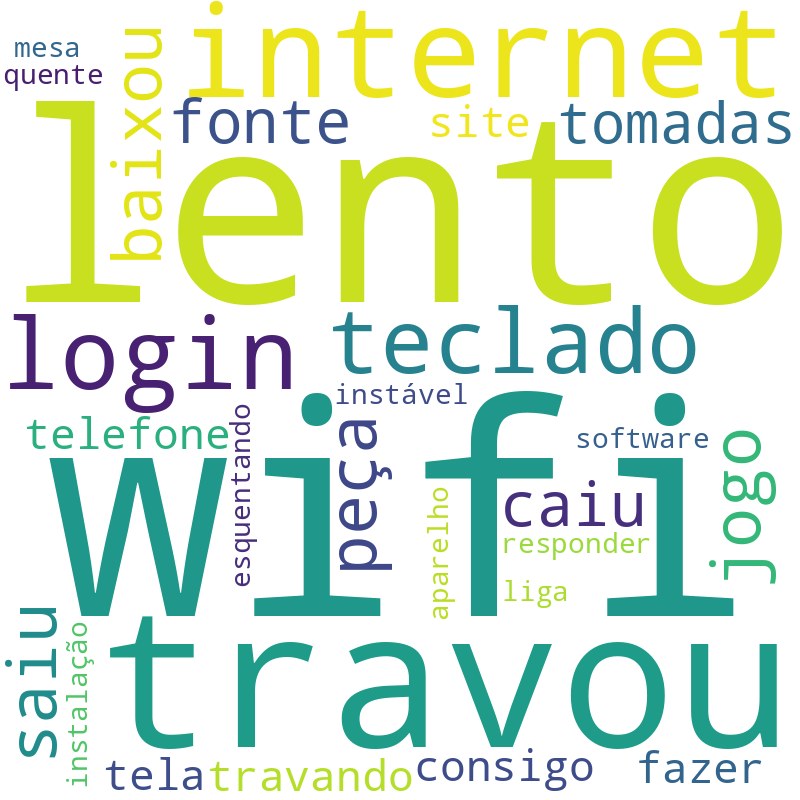 mesa
internet
quente
baixou
fonte
site
tomadas
lento
login
teclado
instável
telefone
esquentando
peça
software
wifi
aparelho
caiu
responder
liga
jogo
saiu
instalação
travou
tela
travando
consigo
fazer